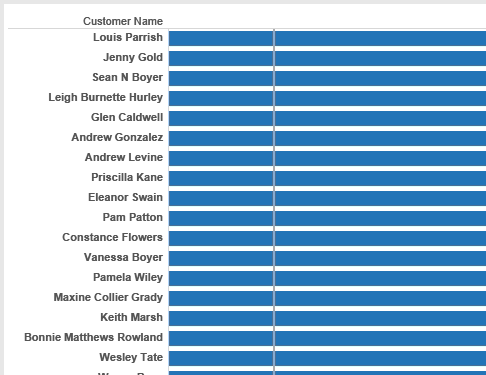 Customer Name
Louis Parrish
Jenny Gold
Sean N Boyer
Leigh Burnette Hurley
Glen Caldwell
Andrew Gonzalez
Andrew Levine
Priscilla Kane
Eleanor Swain
Pam Patton
Constance Flowers
Vanessa Boyer
Pamela Wiley
Maxine Collier Grady
Keith Marsh
Bonnie Matthews Rowland
Wesley Tate